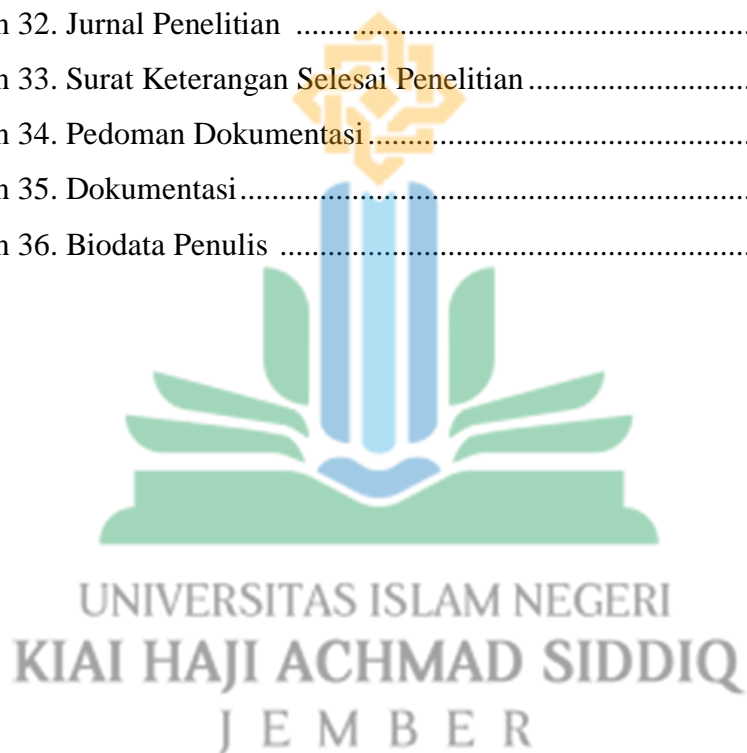 n 32. Jurnal Penelitian ........................................................
n 33. Surat Keterangan Selesai Penelitian ...........................
n 34. Pedoman Dokumentasi ..............................................
n 35. Dokumentasi ..............................................................
n 36. Biodata Penulis ..........................................................
UNIVERSITAS ISLAM NEGERI
KIAI HAJI ACHMAD SIDDIQ
JEMBER